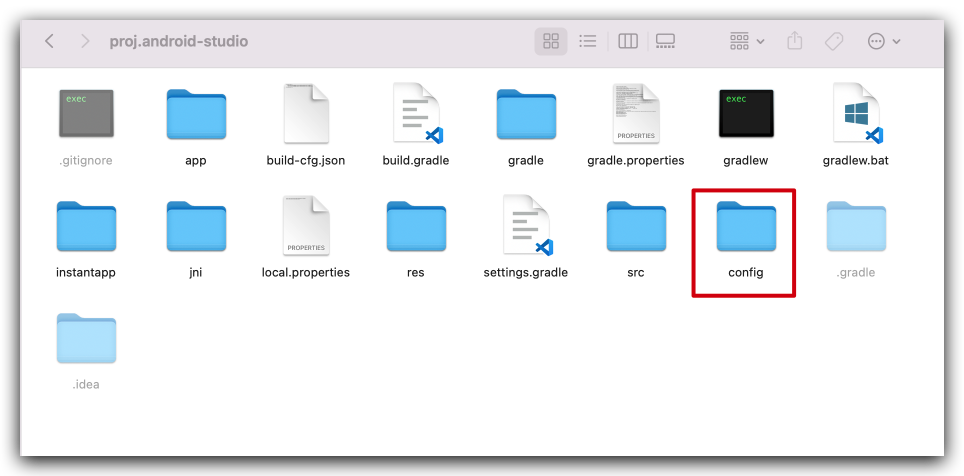 proj.android-studio
exec
exec
PROPERTIES
.gitignore
app
build-cfg.json
build.gradle
gradle
gradle.properties
gradlew
gradlew.bat
PROPERTIES
instantapp
jni
local.properties
res
settings.gradle
src
config
.gradle
.idea